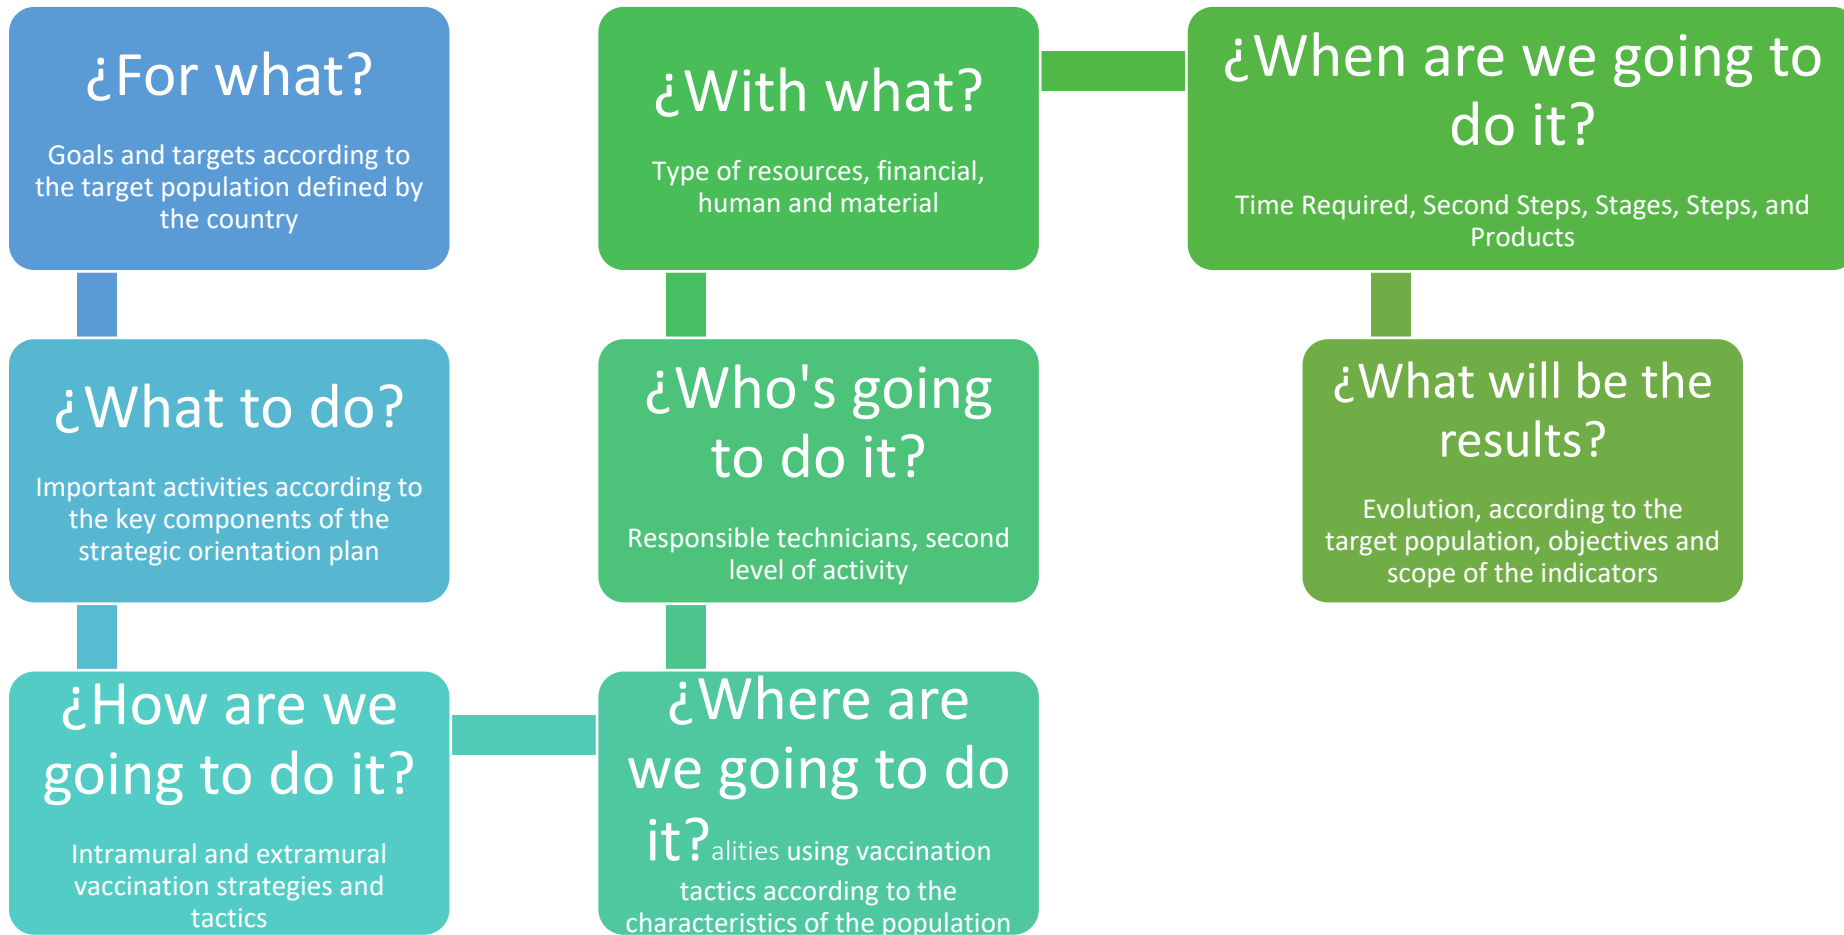 ¿For what?
Goals and targets according to
the target population defined by
the country
¿What to do?
Important activities according to
the key components of the
strategic orientation plan
¿How are we
going to do it?
Intramural and extramural
vaccination strategies and
tactics
¿Where are
we going to do
it? alities using vaccination
tactics according to the
characteristics of the population
¿Who's going
to do it?
Responsible technicians, second
level of activity
¿With what?
Type of resources, financial,
human and material
¿When are we going to
do it?
Time Required, Second Steps, Stages, Steps, and
Products
¿What will be the
results?
Evolution, according to the
target population, objectives and
scope of the indicators